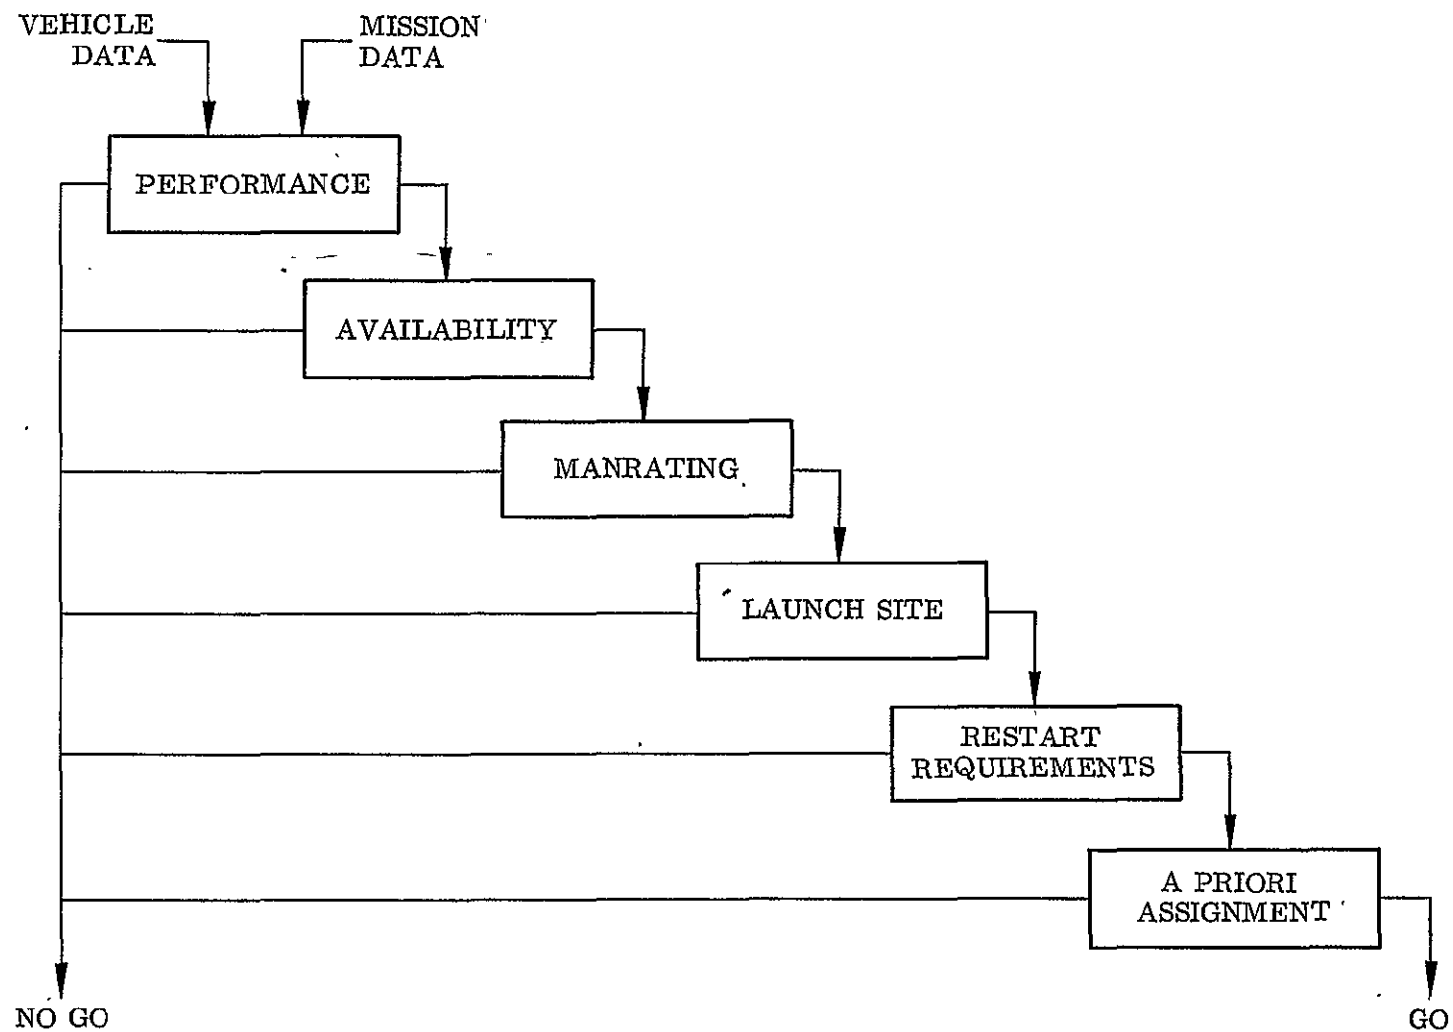 VEHICLE
DATA
MISSION
DATA
PERFORMANCE
AVAILABILITY
MANRATING
LAUNCH SITE
RESTART
REQUIREMENTS
A PRIORI
ASSIGNMENT
NO GO
GO